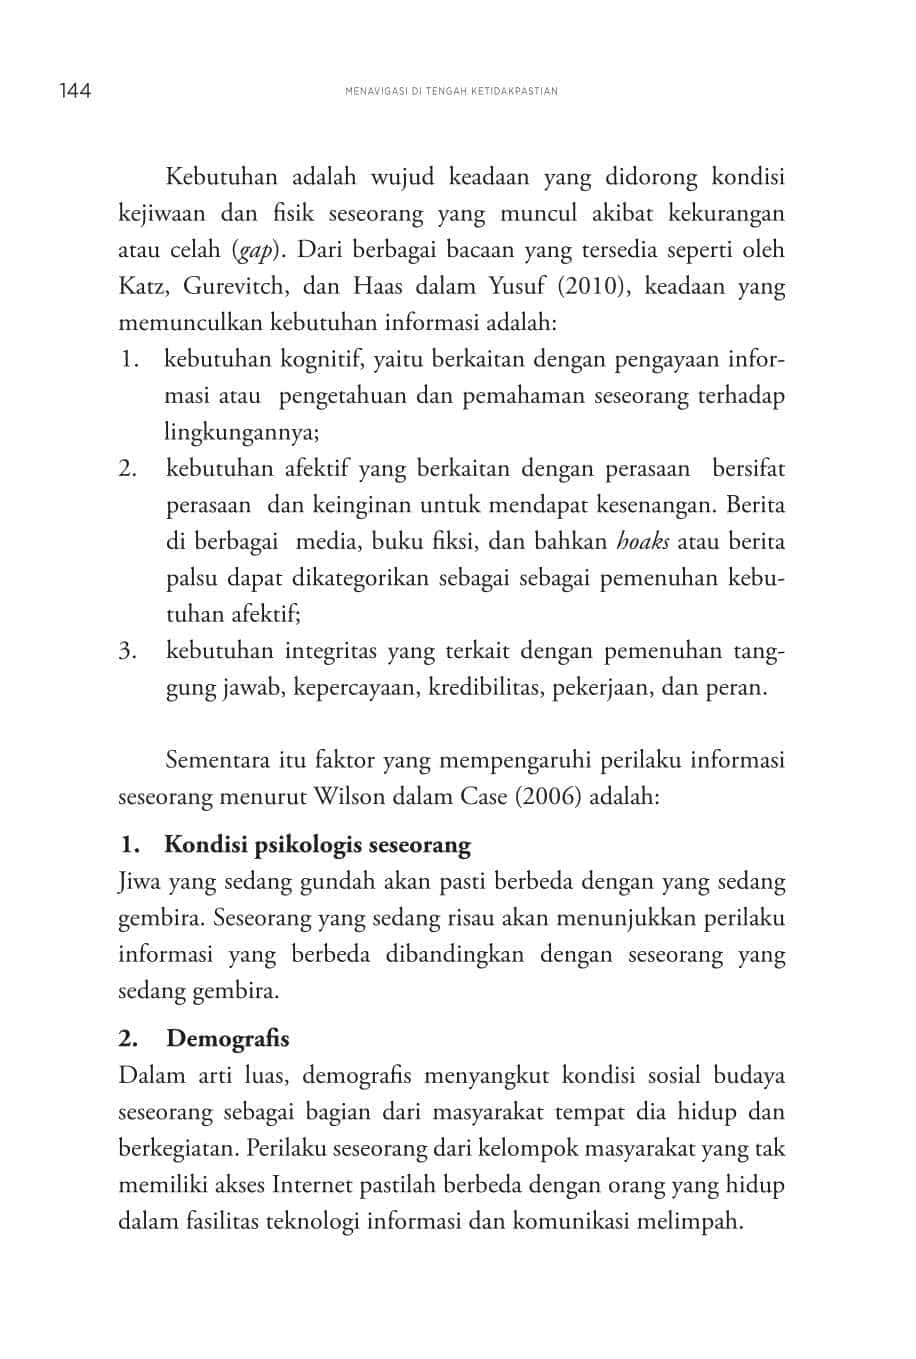 144
MENAVIGASI DI TENGAH KETIDAKPASTIAN
Kebutuhan adalah wujud keadaan yang didorong kondisi
kejiwaan dan fisik seseorang yang muncul akibat kekurangan
atau celah (gap). Dari berbagai bacaan yang tersedia seperti oleh
Katz, Gurevitch, dan Haas dalam Yusuf (2010), keadaan yang
memunculkan kebutuhan informasi adalah:
1. kebutuhan kognitif, yaitu berkaitan dengan pengayaan infor-
masi atau pengetahuan dan pemahaman seseorang terhadap
lingkungannya;
2. kebutuhan afektif yang berkaitan dengan perasaan bersifat
perasaan dan keinginan untuk mendapat kesenangan. Berita
di berbagai media, buku fiksi, dan bahkan hoaks atau berita
palsu dapat dikategorikan sebagai sebagai pemenuhan kebu-
tuhan afektif;
3. kebutuhan integritas yang terkait dengan pemenuhan tang-
gung jawab, kepercayaan, kredibilitas, pekerjaan, dan peran.
Sementara itu faktor yang mempengaruhi perilaku informasi
seseorang menurut Wilson dalam Case (2006) adalah:
1. Kondisi psikologis seseorang
Jiwa yang sedang gundah akan pasti berbeda dengan yang sedang
gembira. Seseorang yang sedang risau akan menunjukkan perilaku
informasi yang berbeda dibandingkan dengan seseorang yang
sedang gembira.
2. Demografis
Dalam arti luas, demografis menyangkut kondisi sosial budaya
seseorang sebagai bagian dari masyarakat tempat dia hidup dan
berkegiatan. Perilaku seseorang dari kelompok masyarakat yang tak
memiliki akses Internet pastilah berbeda dengan orang yang hidup
dalam fasilitas teknologi informasi dan komunikasi melimpah.